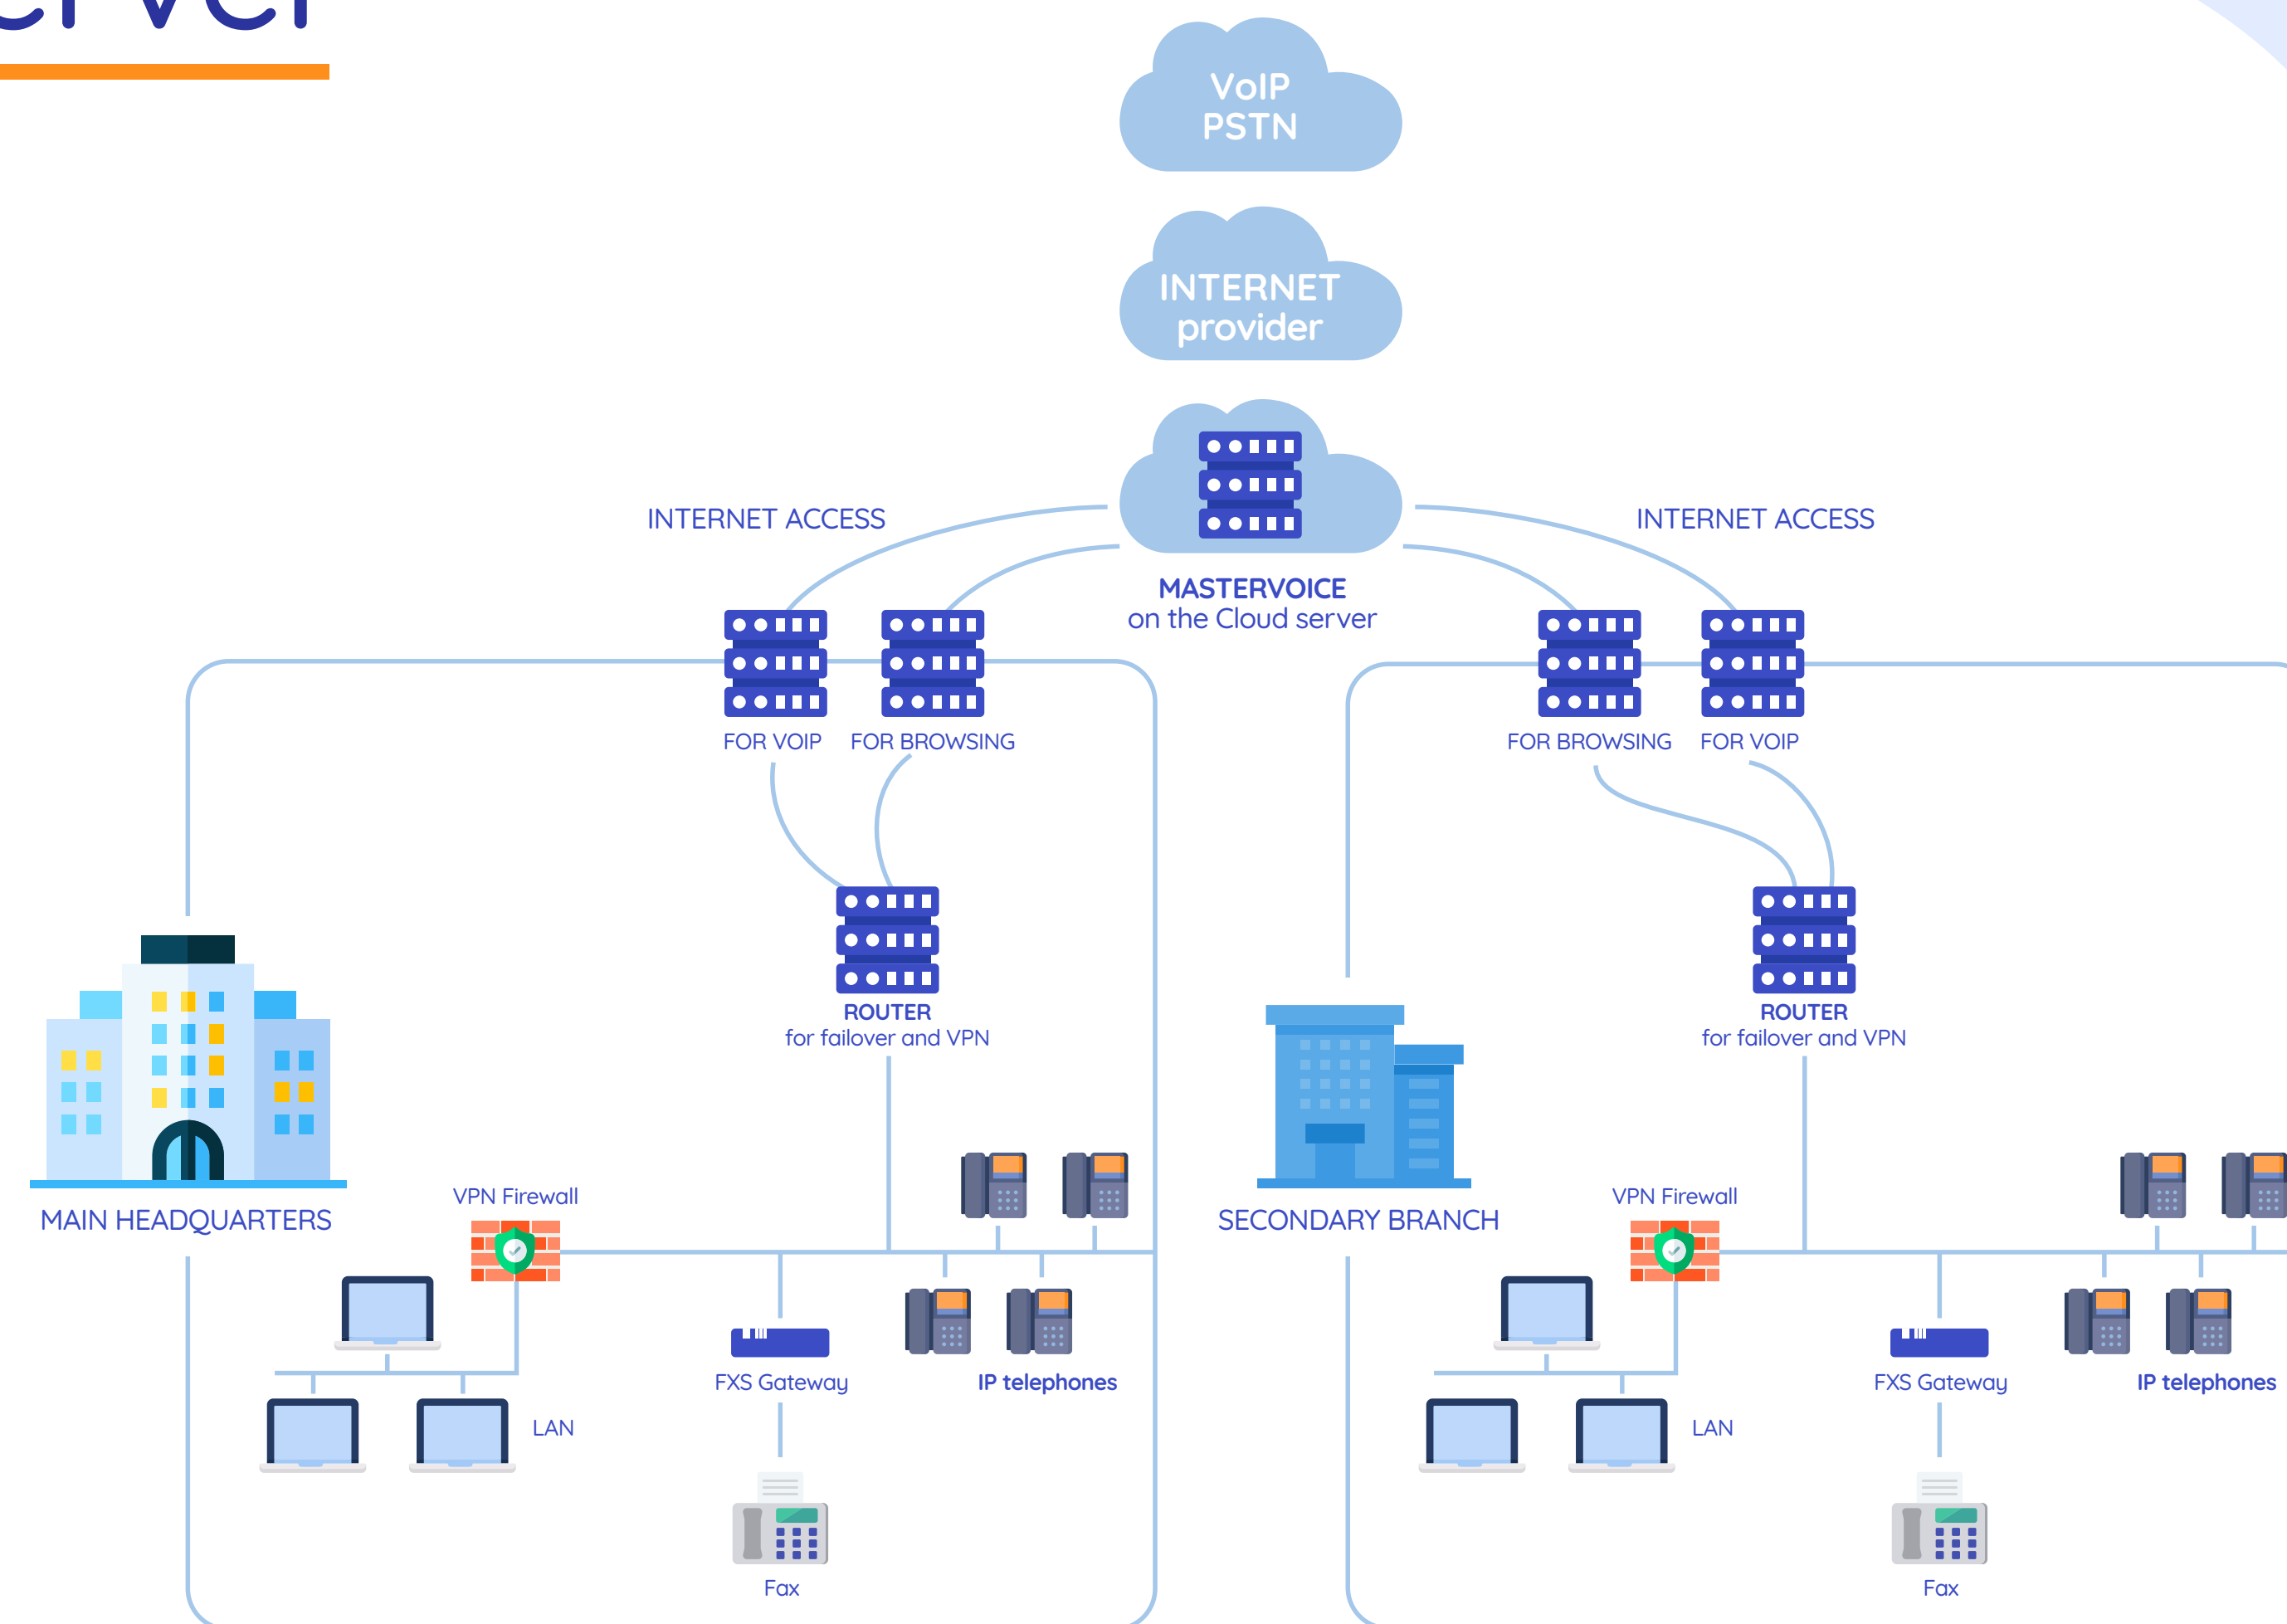 VoIP
PSTN
INTERNET
provider
INTERNET ACCESS
INTERNET ACCESS
MASTERVOICE
on the Cloud server
FOR VOIP
FOR BROWSING
FOR BROWSING
FOR VOIP
ROUTER
for failover and VPN
ROUTER
for failover and VPN
VPN Firewall
MAIN HEADQUARTERS
VPN Firewall
SECONDARY BRANCH
FXS Gateway
IP telephones
FXS Gateway
IP telephones
LAN
LAN
Fax
Fax